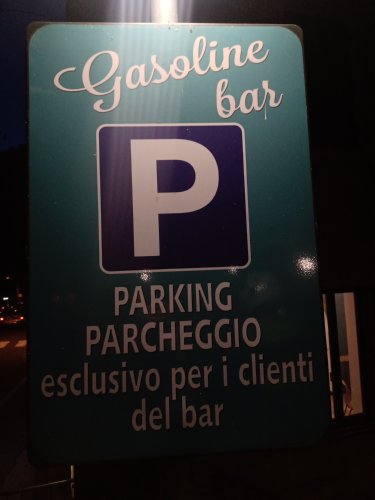 Gasoline
bar
P
PARKING
PARCHEGGIO
esclusivo per i clienti
del bar